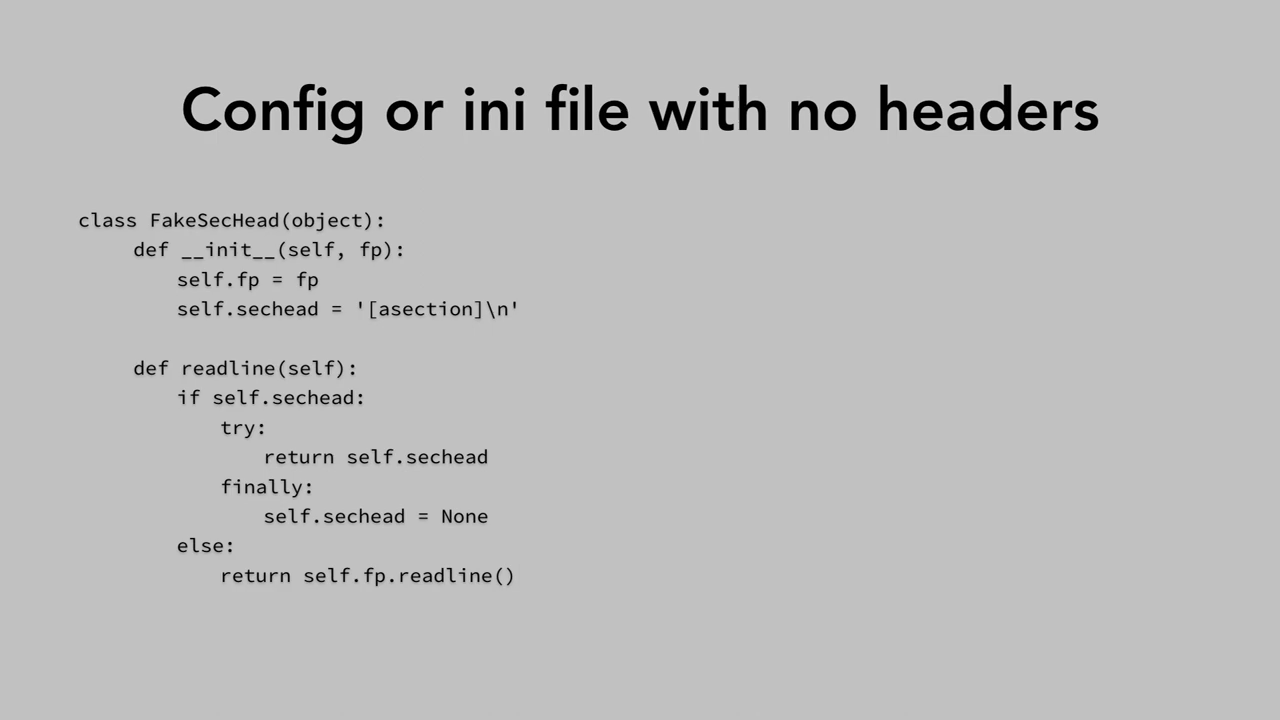 Config or ini file with no headers
class FakeSecHead(object):
    def __init__(self, fp):
        self.fp = fp
        self.sechead = '[asection]\n'

    def readline(self):
        if self.sechead:
            try:
                return self.sechead
            finally:
                self.sechead = None
        else:
            return self.fp.readline()